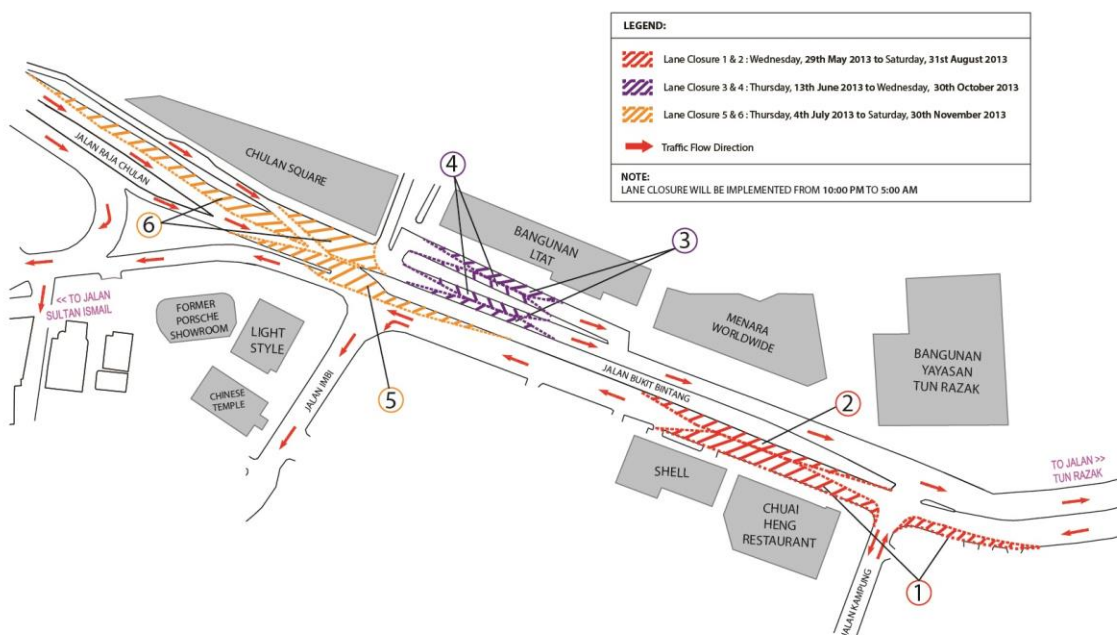 LEGEND:
Lane Closure 1 & 2 : Wednesday, 29th May 2013 to Saturday, 31st August 2013
Lane Closure 3 & 4 : Thursday, 13th June 2013 to Wednesday, 30th October 2013
Lane Closure 5 & 6 : Thursday, 4th July 2013 to Saturday, 30th November 2013
Traffic Flow Direction
NOTE:
LANE CLOSURE WILL BE IMPLEMENTED FROM 10:00 PM TO 5:00 AM
JALAN RAJA CHULAN
CHULAN SQUARE
4
BANGUNAN
LTAT
3
6
<< TO JALAN
SULTAN ISMAIL
FORMER
PORSCHE
SHOWROOM
LIGHT
STYLE
CHINESE
TEMPLE
JALAN IMBI
5
MENARA
WORLDWIDE
BANGUNAN
YAYASAN
TUN RAZAK
JALAN BUKIT BINTANG
2
SHELL
CHUAI
HENG
RESTAURANT
TO JALAN >>
TUN RAZAK
JALAN KAMPUNG
1